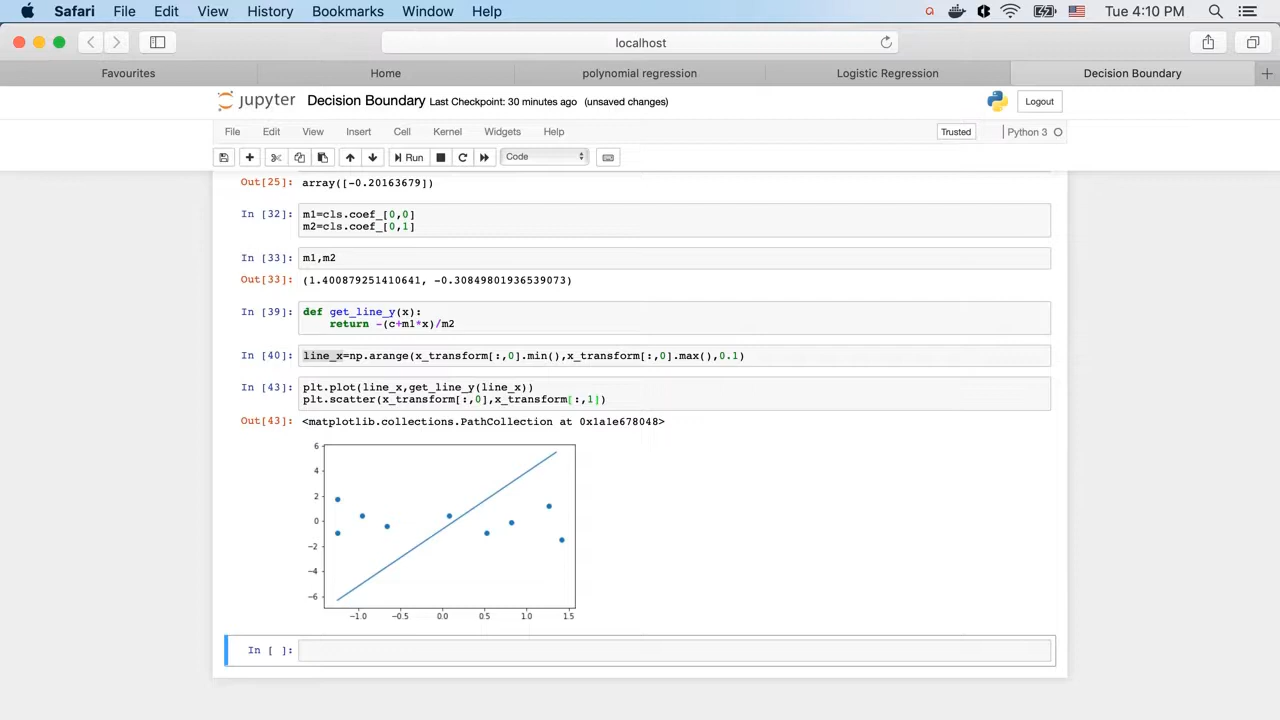 Safari File Edit View History Bookmarks Window Help Tue 4:10 PM
localhost
Favourites Home polynomial regression Logistic Regression Decision Boundary
jupyter Decision Boundary Last Checkpoint: 30 minutes ago (unsaved changes) Logout
File Edit View Insert Cell Kernel Widgets Help Trusted Python 3
Run Code
Out[25]: array([-0.20163679])
In [32]: m1=cls.coef_[0,0]
m2=cls.coef_[0,1]
In [33]: m1,m2
Out[33]: (1.400879251410641, -0.30849801936539073)
In [39]: def get_line_y(x):
return -(c+m1*x)/m2
In [40]: line_x=np.arange(x_transform[:,0].min(),x_transform[:,0].max(),0.1)
In [43]: plt.plot(line_x,get_line_y(line_x))
plt.scatter(x_transform[:,0],x_transform[:,1])
Out[43]: <matplotlib.collections.PathCollection at 0x1a1e678048>
6
4
2
0
−2
−4
−6
−1.0 −0.5 0.0 0.5 1.0 1.5
In [ ]: